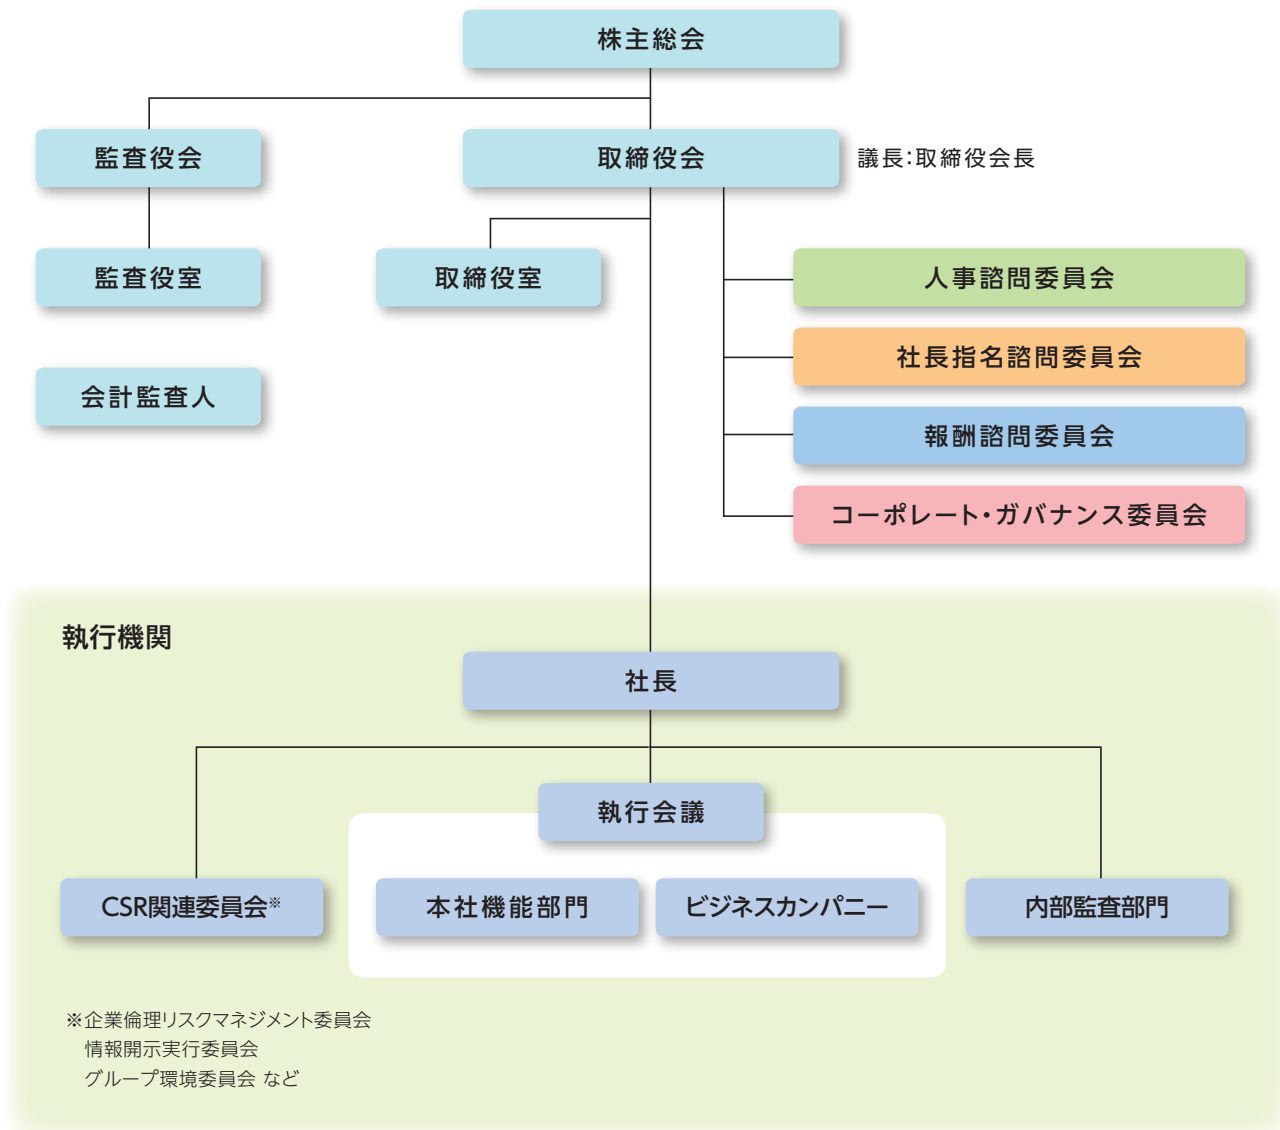 株主総会
監査役会
取締役会
議長：取締役会長
監査役室
取締役室
人事諮問委員会
社長指名諮問委員会
会計監査人
報酬諮問委員会
コーポレート・ガバナンス委員会
執行機関
社長
執行会議
CSR関連委員会※
本社機能部門
ビジネスカンパニー
内部監査部門
※企業倫理リスクマネジメント委員会
情報開示実行委員会
グループ環境委員会 など